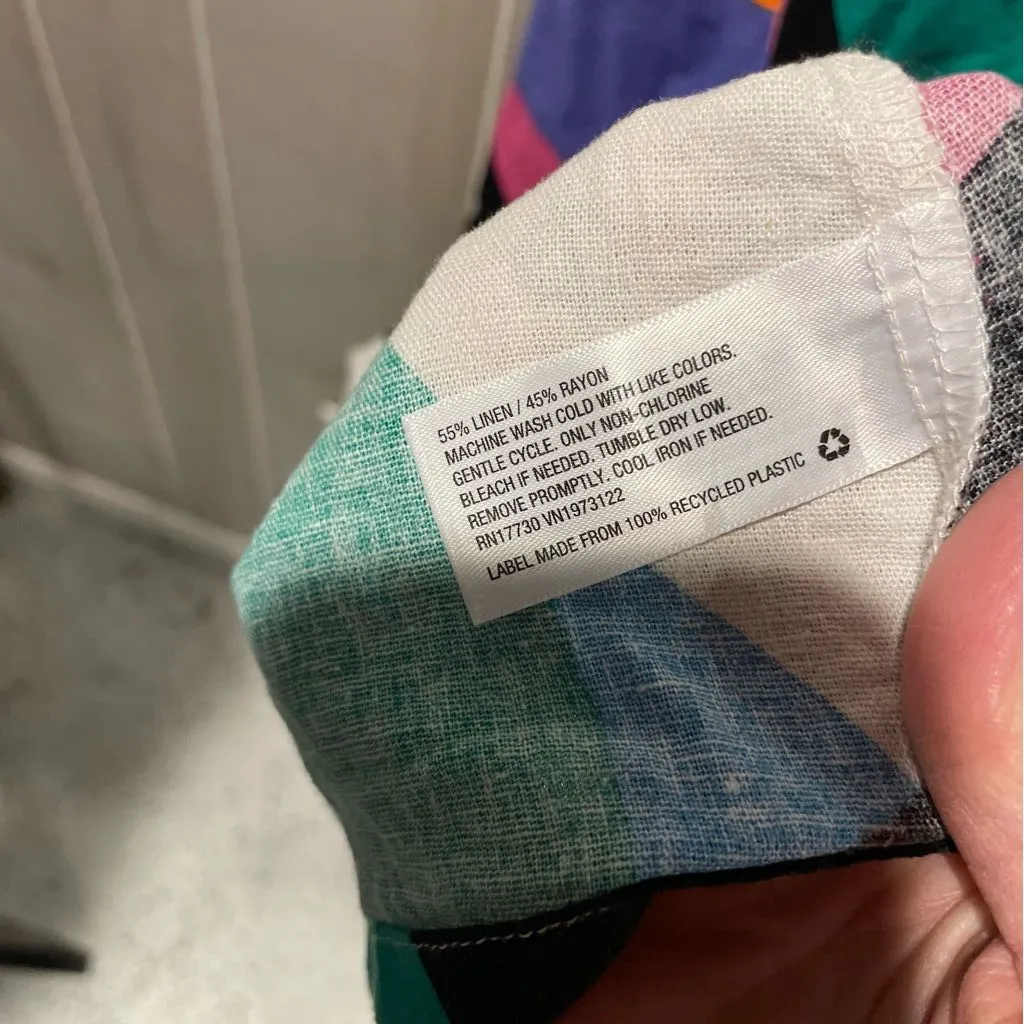 55% LINEN / 45% RAYON
MACHINE WASH COLD WITH LIKE COLORS.
GENTLE CYCLE. ONLY NON-CHLORINE
BLEACH IF NEEDED. TUMBLE DRY LOW.
REMOVE PROMPTLY. COOL IRON IF NEEDED.
RN17730 VN1973122
LABEL MADE FROM 100% RECYCLED PLASTIC